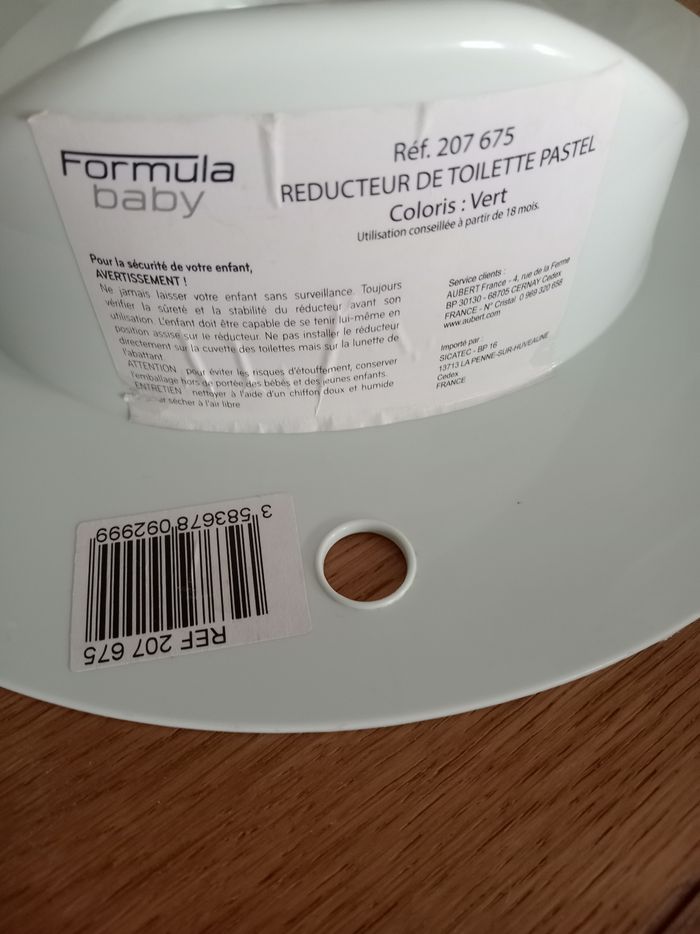 Formula
baby
Réf. 207 675
REDUCTEUR DE TOILETTE PASTEL
Coloris : Vert
Utilisation conseillée à partir de 18 mois.
Pour la sécurité de votre enfant,
AVERTISSEMENT !
Ne jamais laisser votre enfant sans surveillance. Toujours
vérifier la sûreté et la stabilité du réducteur avant son
utilisation. L'enfant doit être capable de se tenir lui-même en
position assise sur le réducteur. Ne pas installer le réducteur
directement sur la cuvette des toilettes mais sur la lunette de
l'abattant.
ATTENTION : pour éviter les risques d'étouffement, conserver
l'emballage hors de portée des bébés et des jeunes enfants.
ENTRETIEN : nettoyer à l'aide d'un chiffon doux et humide
sécher à l'air libre
Service clients :
AUBERT France - 4, rue de la Ferme
BP 30130 - 68705 CERNAY Cedex
FRANCE - N° Cristal 0 969 320 658
www.aubert.com
Importé par :
SICATEC - BP 16
13713 LA PENNE-SUR-HUVEAUNE
Cedex
FRANCE
3 583678 092999
REF 207 675